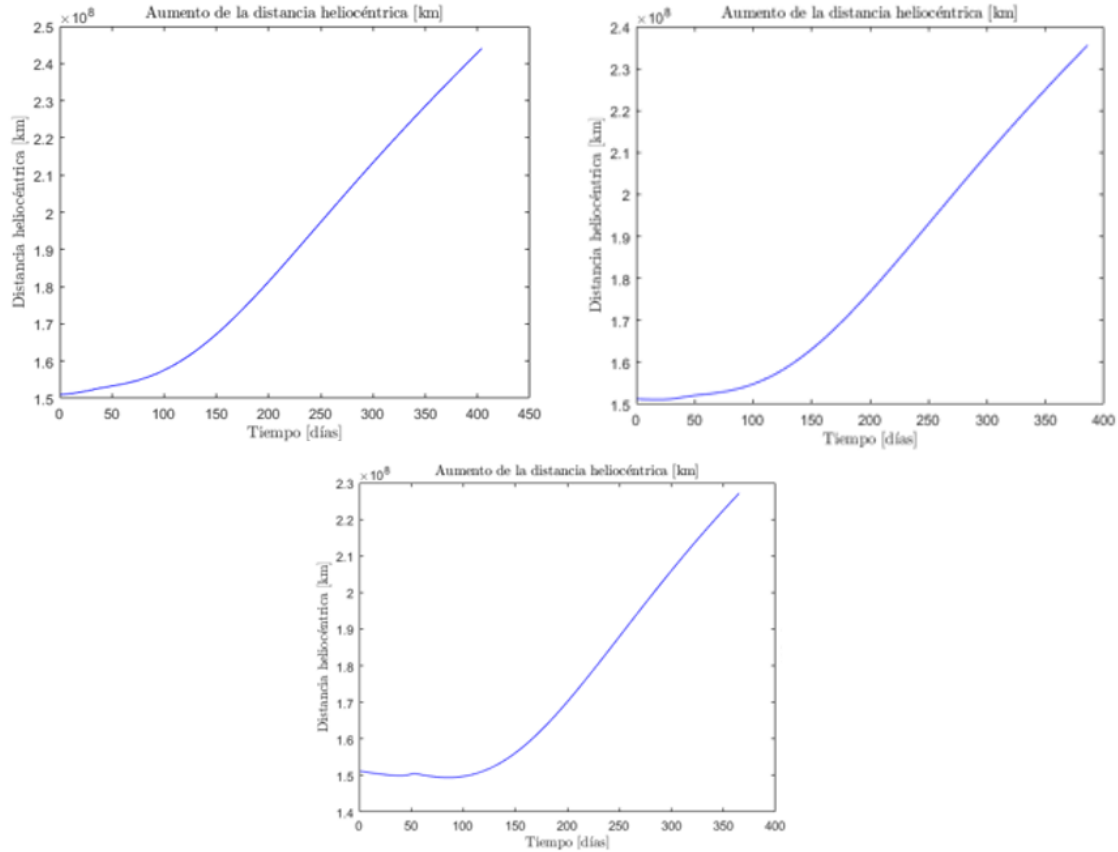 Aumento de la distancia heliocéntrica [km]
×10⁸
2.5
2.4
2.3
2.2
2.1
2
1.9
1.8
1.7
1.6
1.5
Distancia heliocéntrica [km]
0 50 100 150 200 250 300 350 400 450
Tiempo [días]
Aumento de la distancia heliocéntrica [km]
×10⁸
2.4
2.3
2.2
2.1
2
1.9
1.8
1.7
1.6
1.5
Distancia heliocéntrica [km]
0 50 100 150 200 250 300 350 400
Tiempo [días]
Aumento de la distancia heliocéntrica [km]
×10⁸
2.3
2.2
2.1
2
1.9
1.8
1.7
1.6
1.5
1.4
Distancia heliocéntrica [km]
0 50 100 150 200 250 300 350 400
Tiempo [días]